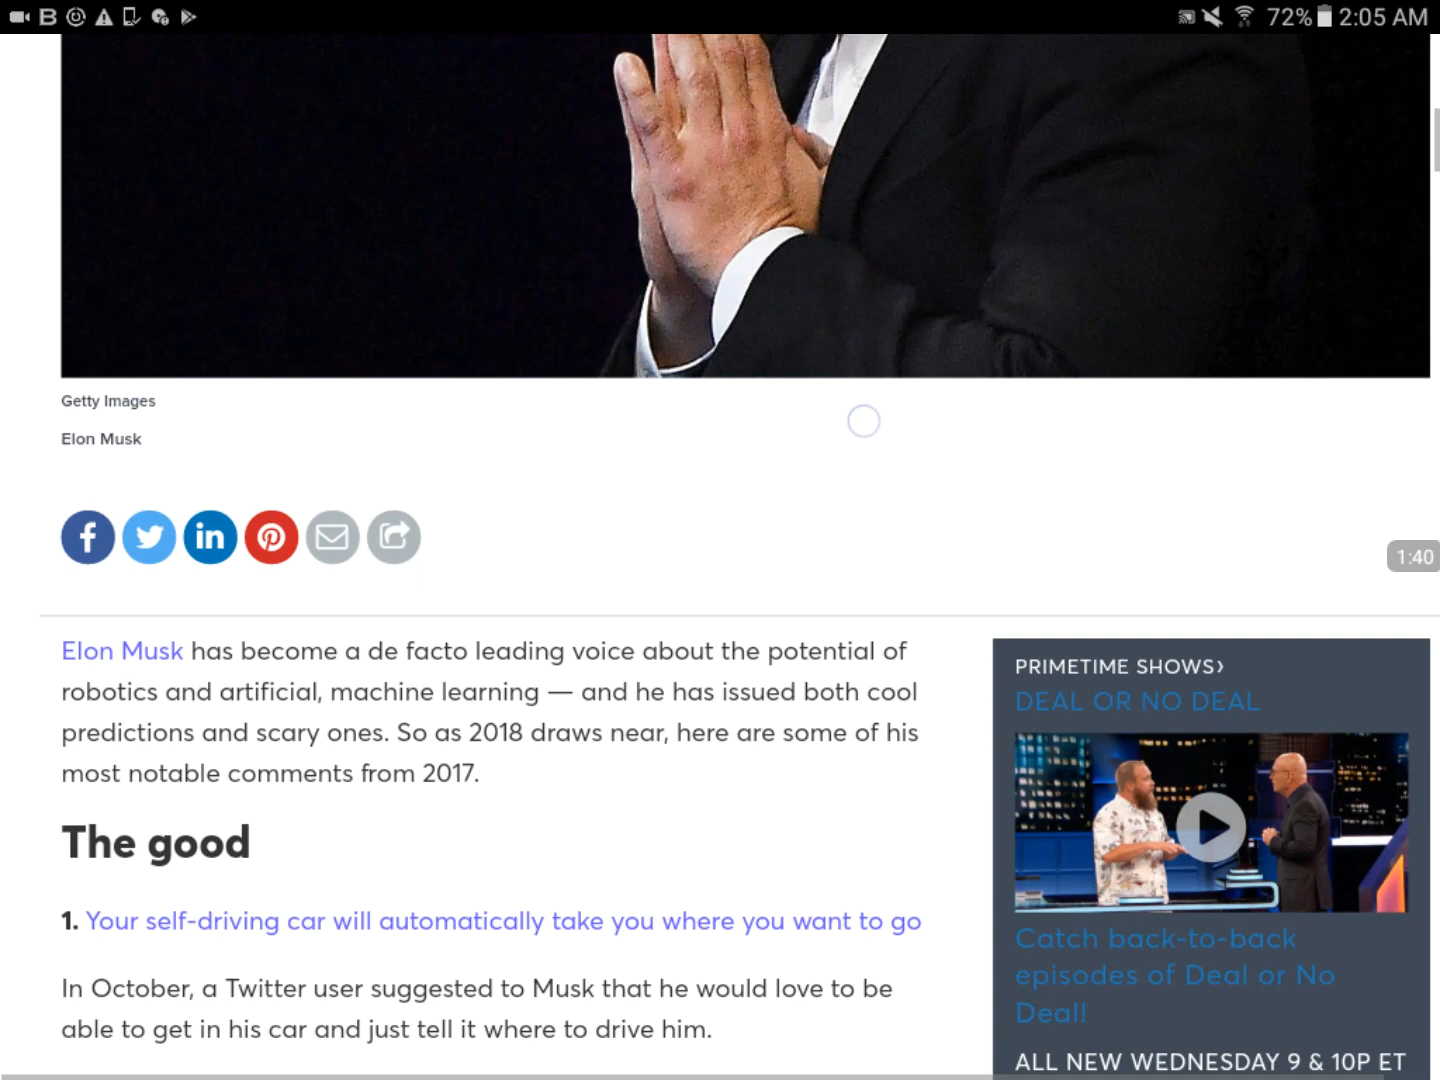 72% 2:05 AM
Getty Images
Elon Musk
1:40
Elon Musk has become a de facto leading voice about the potential of
robotics and artificial, machine learning — and he has issued both cool
predictions and scary ones. So as 2018 draws near, here are some of his
most notable comments from 2017.
The good
1. Your self-driving car will automatically take you where you want to go
In October, a Twitter user suggested to Musk that he would love to be
able to get in his car and just tell it where to drive him.
PRIMETIME SHOWS›
DEAL OR NO DEAL
Catch back-to-back
episodes of Deal or No
Deal!
ALL NEW WEDNESDAY 9 & 10P ET